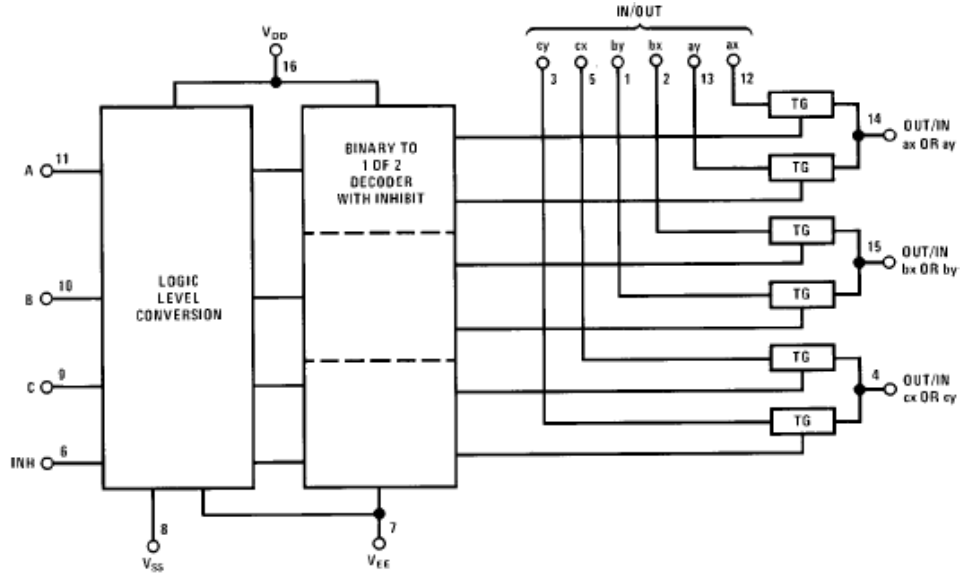 IN/OUT
cy cx by bx ay ax
3 5 1 2 13 12
VDD
16
TG
14
OUT/IN
ax OR ay
TG
A 11
BINARY TO
1 OF 2
DECODER
WITH INHIBIT
TG
15
OUT/IN
bx OR by
TG
B 10
LOGIC
LEVEL
CONVERSION
TG
4
OUT/IN
cx OR cy
TG
C 9
INH 6
8
VSS
7
VEE